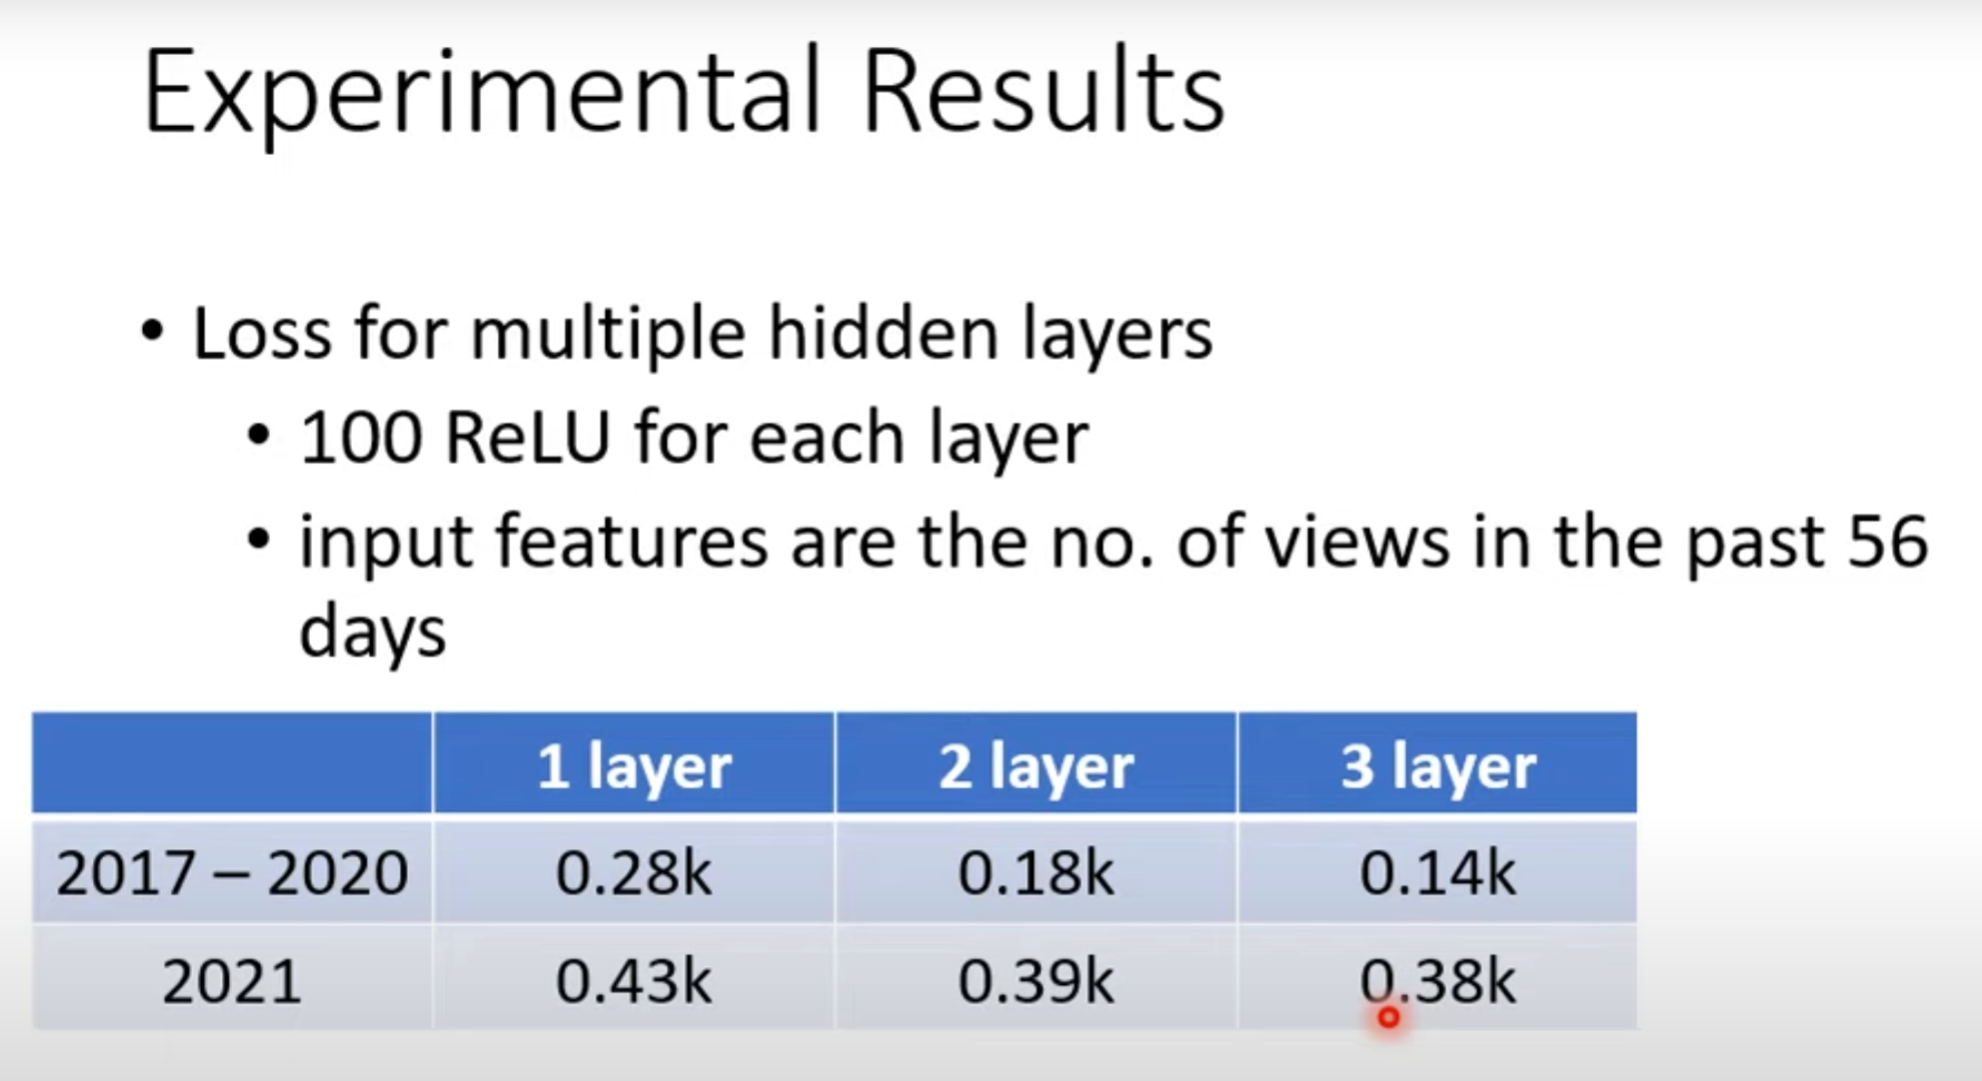 Experimental Results
• Loss for multiple hidden layers
• 100 ReLU for each layer
• input features are the no. of views in the past 56
days
1 layer 2 layer 3 layer
2017 – 2020 0.28k 0.18k 0.14k
2021 0.43k 0.39k 0.38k